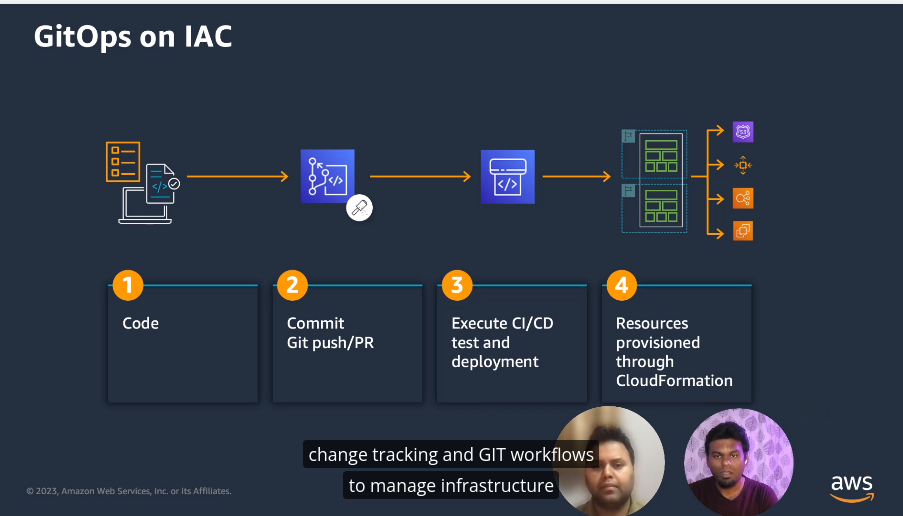 GitOps on IAC
1
Code
2
Commit
Git push/PR
3
Execute CI/CD
test and
deployment
4
Resources
provisioned
through
CloudFormation
change tracking and GIT workflows
to manage infrastructure
© 2023, Amazon Web Services, Inc. or its Affiliates.
aws